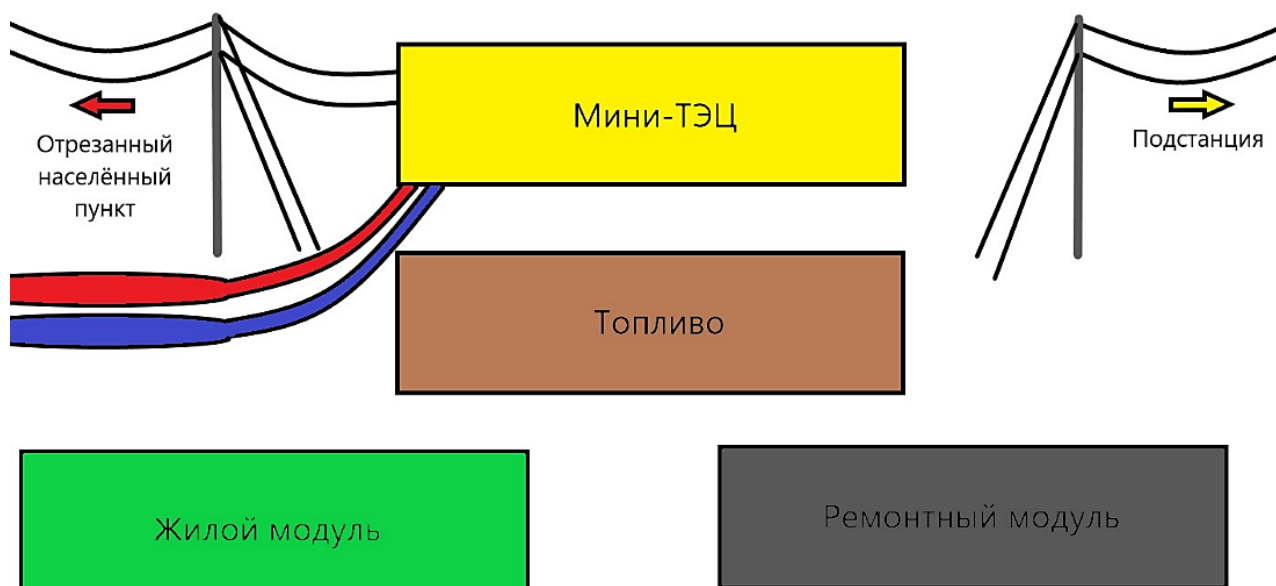 Мини-ТЭЦ
Отрезанный
населённый
пункт
Подстанция
Топливо
Жилой модуль
Ремонтный модуль